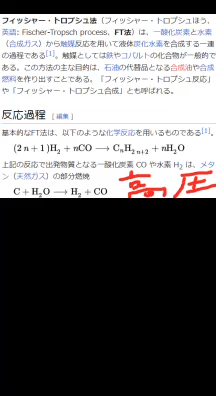 フィッシャー・トロプシュ法（フィッシャー・トロプシュほう、
英語: Fischer-Tropsch process、FT法）は、一酸化炭素と水素
（合成ガス）から触媒反応を用いて液体炭化水素を合成する一連
の過程である[1]。触媒としては鉄やコバルトの化合物が一般的で
ある。この方法の主な目的は、石油の代替品となる合成油や合成
燃料を作り出すことである。「フィッシャー・トロプシュ反応」
や「フィッシャー・トロプシュ合成」とも呼ばれる。
反応過程 [ 編集 ]
基本的なFT法は、以下のような化学反応を用いるものである[1]。
(2n+1)H₂ + nCO ⟶ CₙH₂ₙ₊₂ + nH₂O
上記の反応で出発物質となる一酸化炭素 CO や水素 H₂ は、メタ
ン（天然ガス）の部分燃焼
C + H₂O ⟶ H₂ + CO
高圧